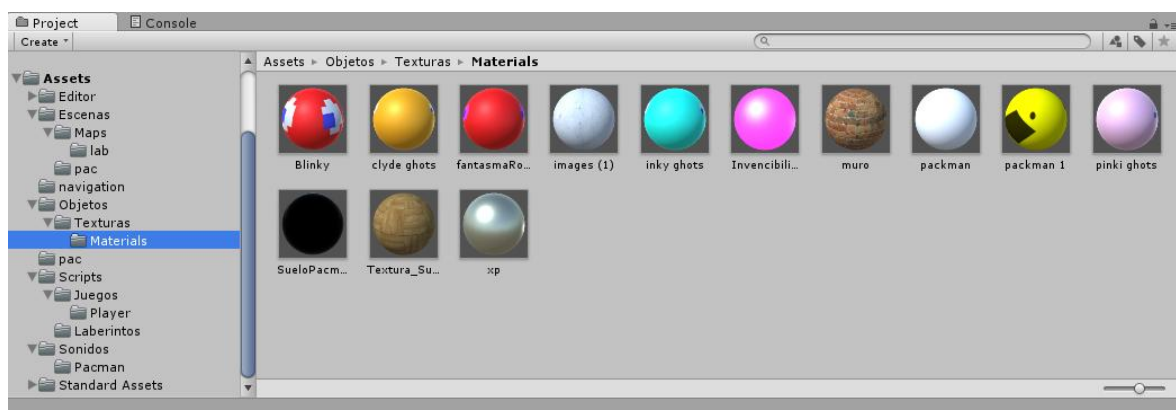 Project
Console
Create
Assets
Editor
Escenas
Maps
lab
pac
navigation
Objetos
Texturas
Materials
pac
Scripts
Juegos
Player
Laberintos
Sonidos
Pacman
Standard Assets
Assets ▸ Objetos ▸ Texturas ▸ Materials
Blinky clyde ghots fantasmaRo... images (1) inky ghots Invencibili... muro packman packman 1 pinki ghots
SueloPacm... Textura_Su... xp